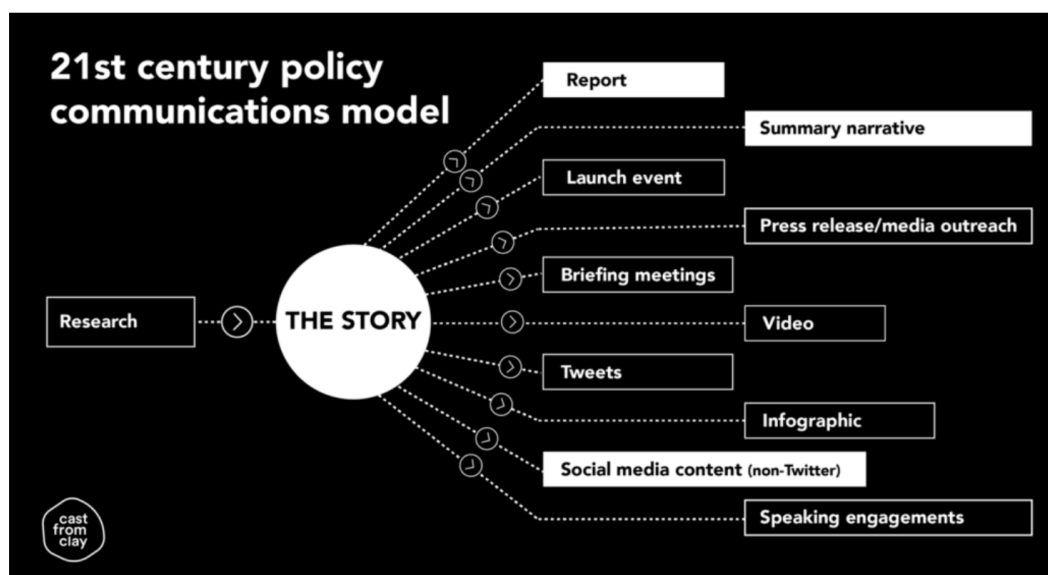 21st century policy
communications model
Report
Summary narrative
Launch event
Press release/media outreach
Briefing meetings
Research
THE STORY
Video
Tweets
Infographic
Social media content (non-Twitter)
Speaking engagements
cast
from
clay